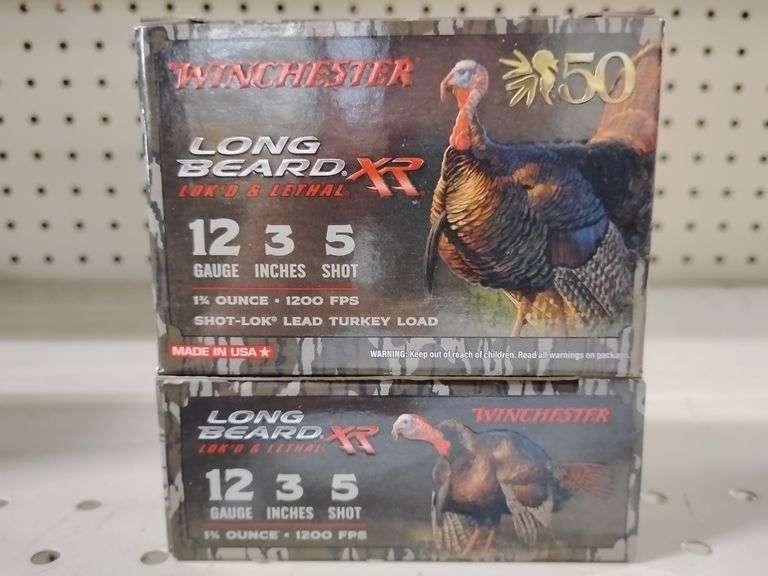 WINCHESTER
50
LONG
BEARD. XR
LOK'D & LETHAL
12 3 5
GAUGE INCHES SHOT
1¾ OUNCE • 1200 FPS
SHOT-LOK® LEAD TURKEY LOAD
MADE IN USA★
WARNING: Keep out of reach of children. Read all warnings on package.
LONG
BEARD. XR
LOK'D & LETHAL
WINCHESTER
12 3 5
GAUGE INCHES SHOT
1¾ OUNCE • 1200 FPS